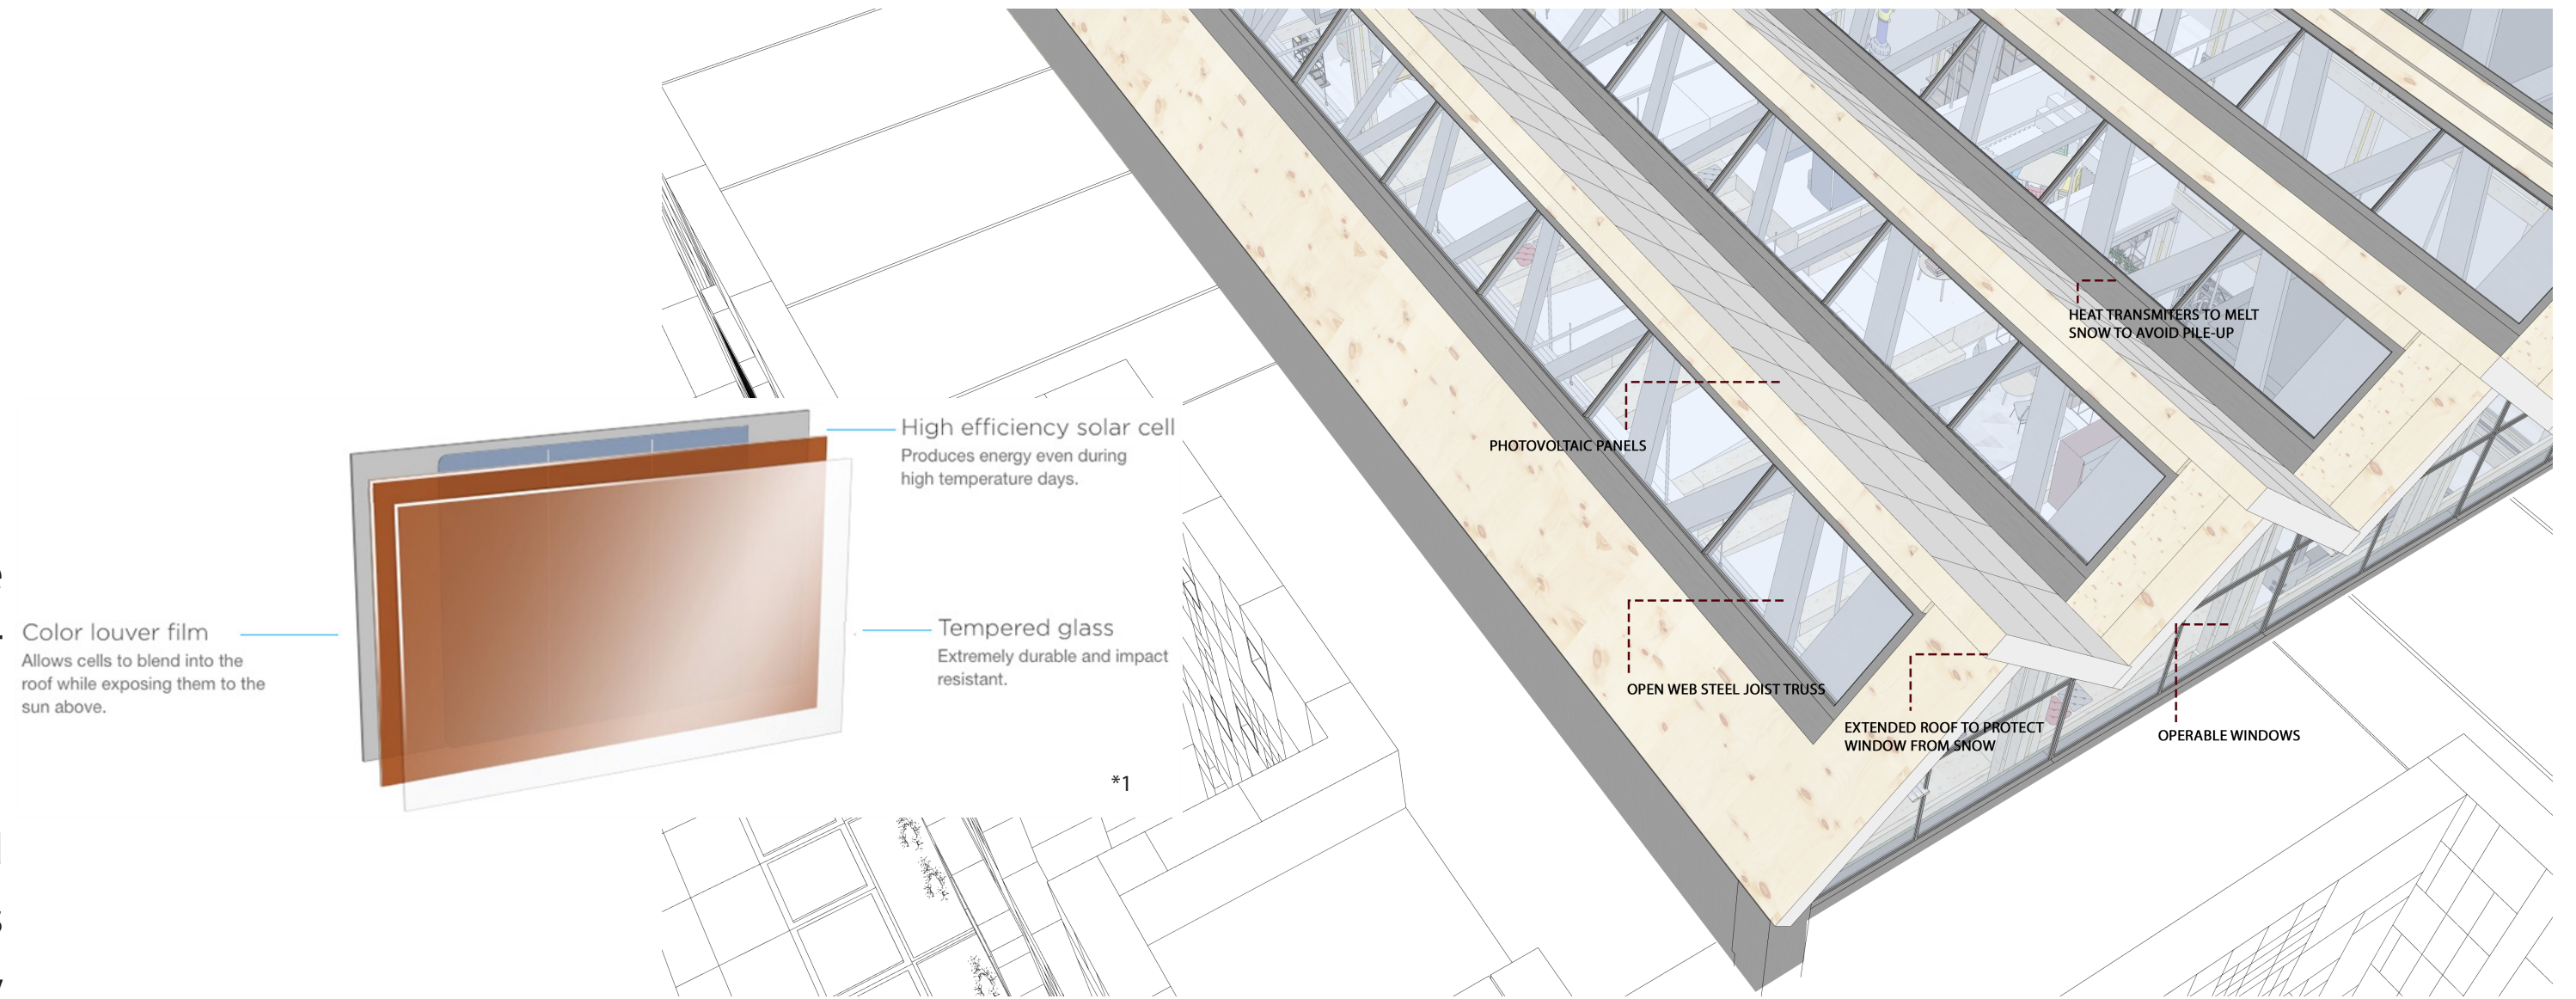 HEAT TRANSMITERS TO MELT
SNOW TO AVOID PILE-UP
PHOTOVOLTAIC PANELS
High efficiency solar cell
Produces energy even during
high temperature days.
Color louver film
Allows cells to blend into the
roof while exposing them to the
sun above.
Tempered glass
Extremely durable and impact
resistant.
OPEN WEB STEEL JOIST TRUSS
EXTENDED ROOF TO PROTECT
WINDOW FROM SNOW
OPERABLE WINDOWS
*1